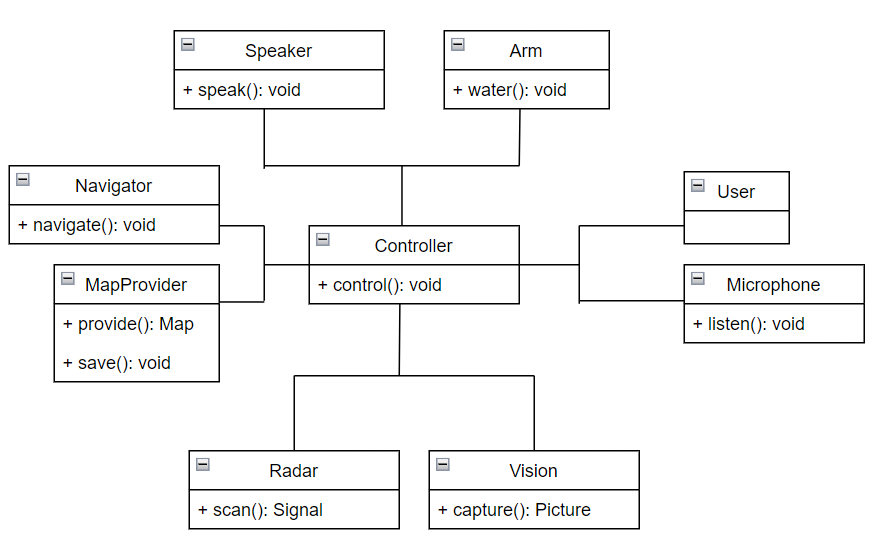 Speaker
+ speak(): void
Arm
+ water(): void
Navigator
+ navigate(): void
User
Controller
+ control(): void
MapProvider
+ provide(): Map
+ save(): void
Microphone
+ listen(): void
Radar
+ scan(): Signal
Vision
+ capture(): Picture